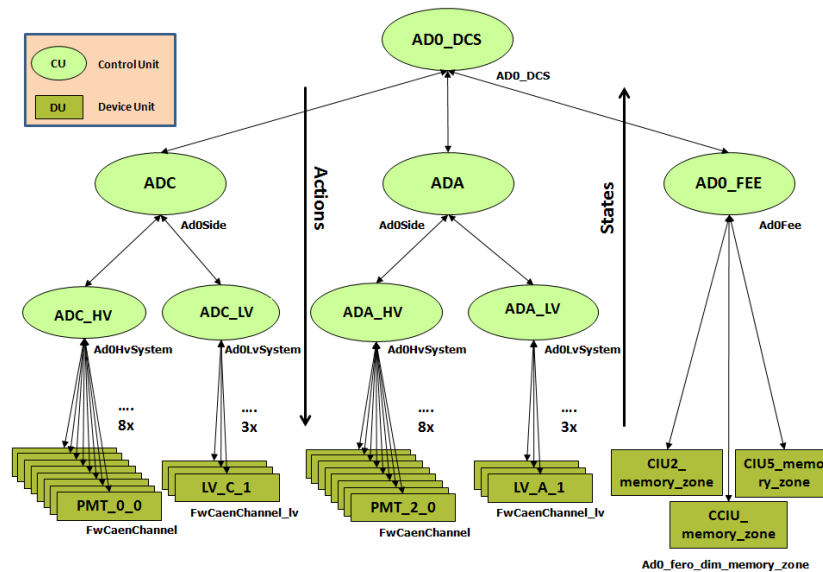 AD0_DCS
CU
Control Unit
AD0_DCS
DU
Device Unit
Actions
States
ADC
ADA
AD0_FEE
Ad0Side
Ad0Side
Ad0Fee
ADC_HV
ADC_LV
ADA_HV
ADA_LV
Ad0HvSystem
Ad0LvSystem
Ad0HvSystem
Ad0LvSystem
....
8x
....
3x
....
8x
....
3x
CIU2_
memory_zone
CIU5_memo
ry_zone
PMT_0_0
LV_C_1
PMT_2_0
LV_A_1
CCIU_
memory_zone
FwCaenChannel
FwCaenChannel_lv
FwCaenChannel
FwCaenChannel_lv
Ad0_fero_dim_memory_zone